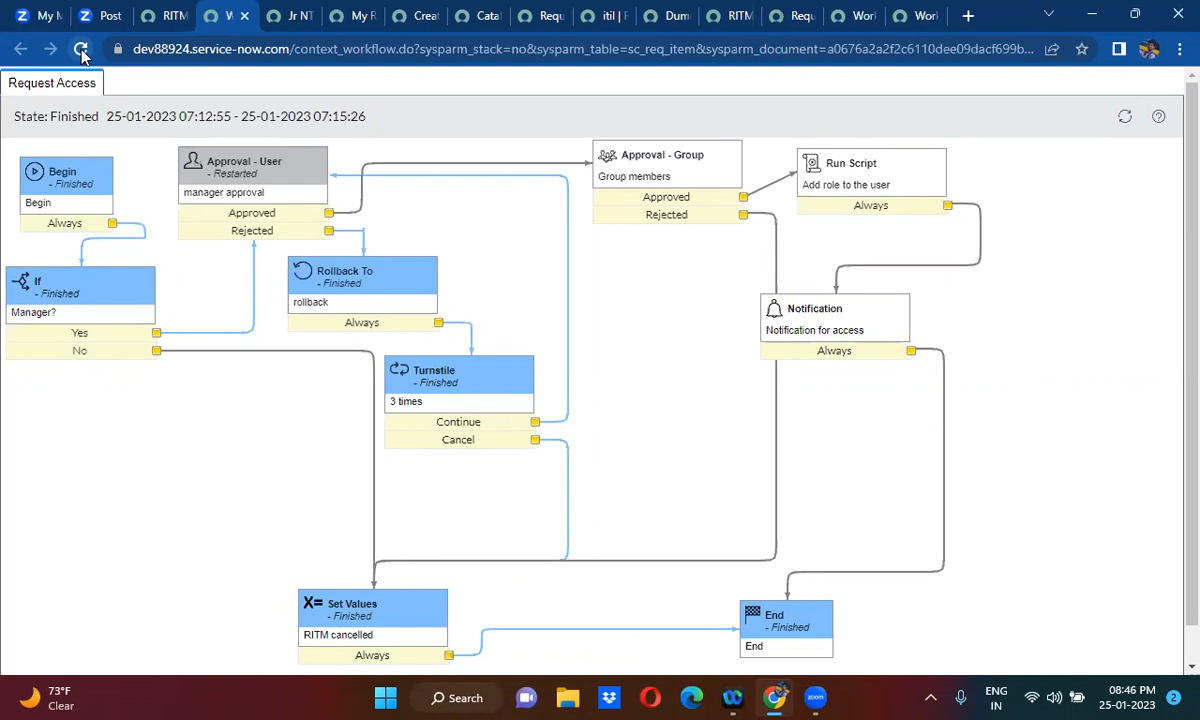 My N
Post
RITM
W
Jr NT
My R
Creat
Catal
Requ
itil | R
Dum
RITM
Requ
Work
Work
dev88924.service-now.com/context_workflow.do?sysparm_stack=no&sysparm_table=sc_req_item&sysparm_document=a0676a2a2f2c6110dee09dacf699b...
Request Access
State: Finished 25-01-2023 07:12:55 - 25-01-2023 07:15:26
Begin
- Finished
Begin
Always
Approval - User
- Restarted
manager approval
Approved
Rejected
Approval - Group
Group members
Approved
Rejected
Run Script
Add role to the user
Always
If
- Finished
Manager?
Yes
No
Rollback To
- Finished
rollback
Always
Notification
Notification for access
Always
Turnstile
- Finished
3 times
Continue
Cancel
X= Set Values
- Finished
RITM cancelled
Always
End
- Finished
End
73°F
Clear
Search
ENG
IN
08:46 PM
25-01-2023
2